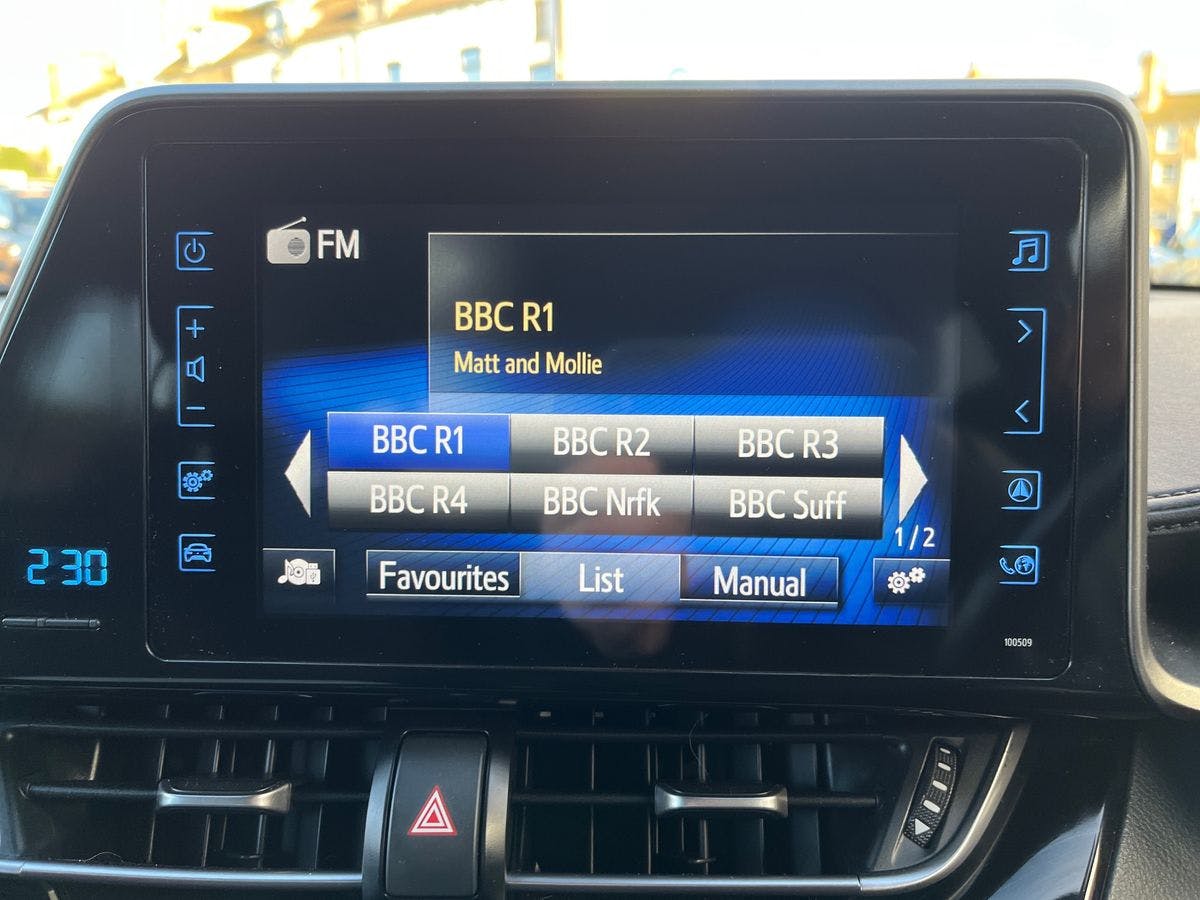 FM
BBC R1
Matt and Mollie
BBC R1 BBC R2 BBC R3
BBC R4 BBC Nrfk BBC Suff
1/2
2:30
Favourites List Manual
100509